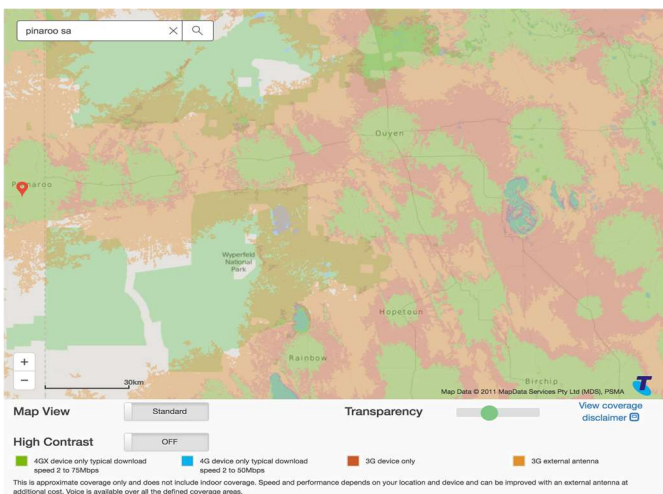 pinaroo sa
Ouyen
Pinnaroo
Wyperfeld
National
Park
Hopetoun
Rainbow
Birchip
+
−
30km
Map Data © 2011 MapData Services Pty Ltd (MDS), PSMA
T
Map View
Standard
Transparency
View coverage
disclaimer
High Contrast
OFF
4GX device only typical download
speed 2 to 75Mbps
4G device only typical download
speed 2 to 50Mbps
3G device only
3G external antenna
This is approximate coverage only and does not include indoor coverage. Speed and performance depends on your location and device and can be improved with an external antenna at
additional cost. Voice is available over all the defined coverage areas.